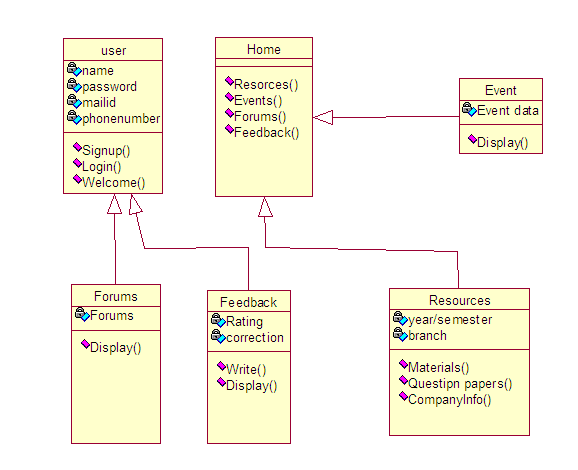 user
name
password
mailid
phonenumber
Signup()
Login()
Welcome()
Home
Resorces()
Events()
Forums()
Feedback()
Event
Event data
Display()
Forums
Forums
Display()
Feedback
Rating
correction
Write()
Display()
Resources
year/semester
branch
Materials()
Questipn papers()
CompanyInfo()